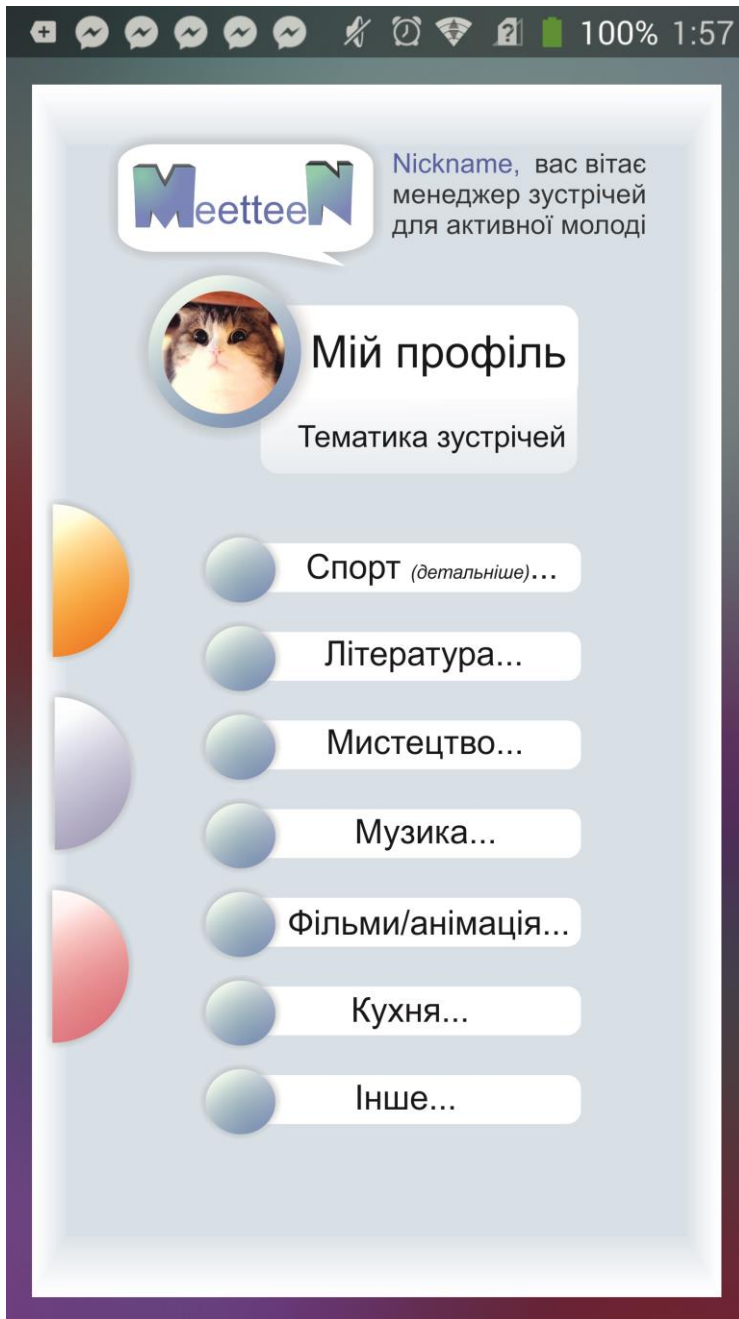 100% 1:57
MeetteeN
Nickname, вас вітає
менеджер зустрічей
для активної молоді
Мій профіль
Тематика зустрічей
Спорт (детальніше)...
Література...
Мистецтво...
Музика...
Фільми/анімація...
Кухня...
Інше...